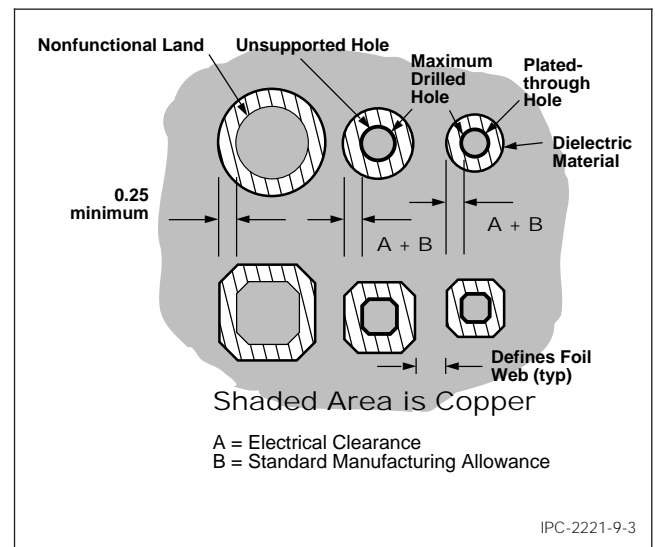 Nonfunctional Land
Unsupported Hole
Maximum
Drilled
Hole
Plated-
through
Hole
Dielectric
Material
0.25
minimum
A + B
A + B
Defines Foil
Web (typ)
Shaded Area is Copper
A = Electrical Clearance
B = Standard Manufacturing Allowance
IPC-2221-9-3